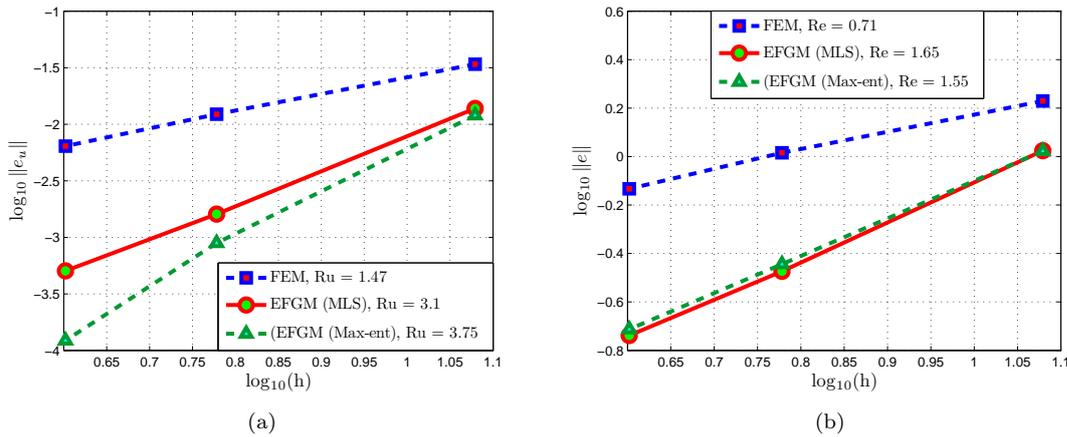 −1
−1.5
−2
−2.5
−3
−3.5
−4
log10 ||e_u||
FEM, Ru = 1.47
EFGM (MLS), Ru = 3.1
(EFGM (Max-ent), Ru = 3.75
0.65 0.7 0.75 0.8 0.85 0.9 0.95 1 1.05 1.1
log10(h)
(a)
0.6
0.4
0.2
0
−0.2
−0.4
−0.6
−0.8
log10 ||e||
FEM, Re = 0.71
EFGM (MLS), Re = 1.65
(EFGM (Max-ent), Re = 1.55
0.65 0.7 0.75 0.8 0.85 0.9 0.95 1 1.05 1.1
log10(h)
(b)